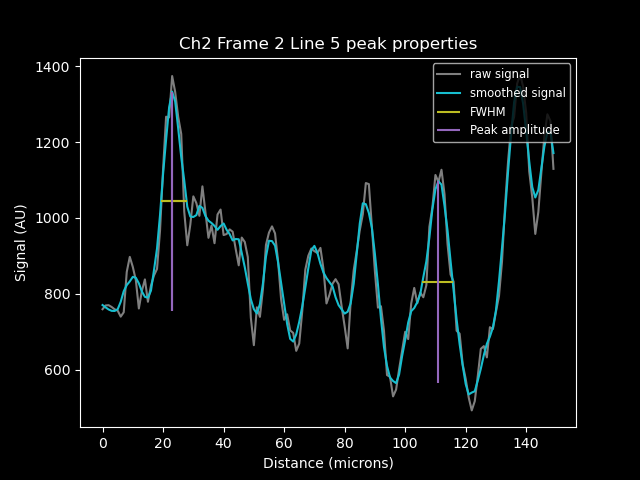 Ch2 Frame 2 Line 5 peak properties
raw signal
smoothed signal
FWHM
Peak amplitude
Signal (AU)
1400
1200
1000
800
600
0 20 40 60 80 100 120 140
Distance (microns)